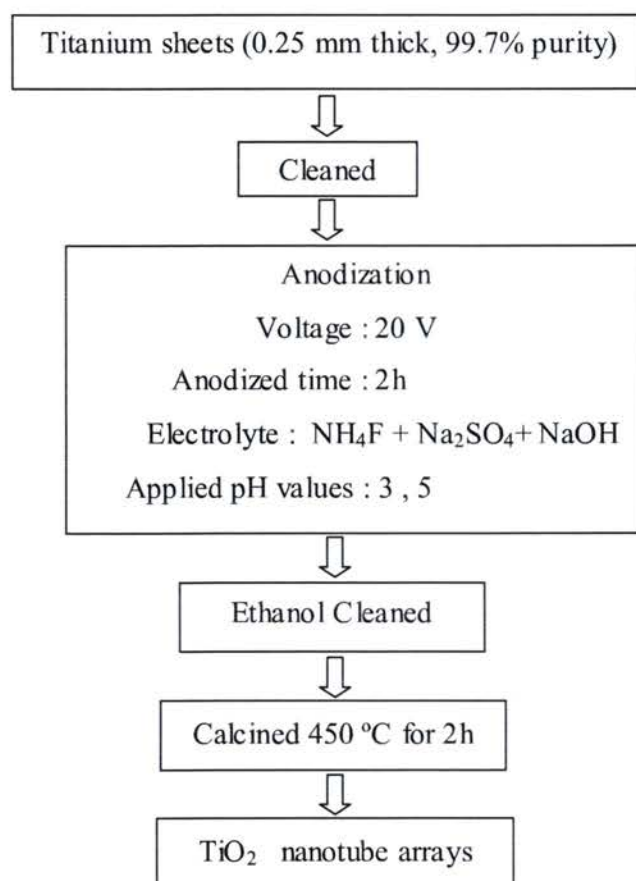 Titanium sheets (0.25 mm thick, 99.7% purity)
Cleaned
Anodization
Voltage : 20 V
Anodized time : 2h
Electrolyte : NH₄F + Na₂SO₄+ NaOH
Applied pH values : 3 , 5
Ethanol Cleaned
Calcined 450 ºC for 2h
TiO₂ nanotube arrays